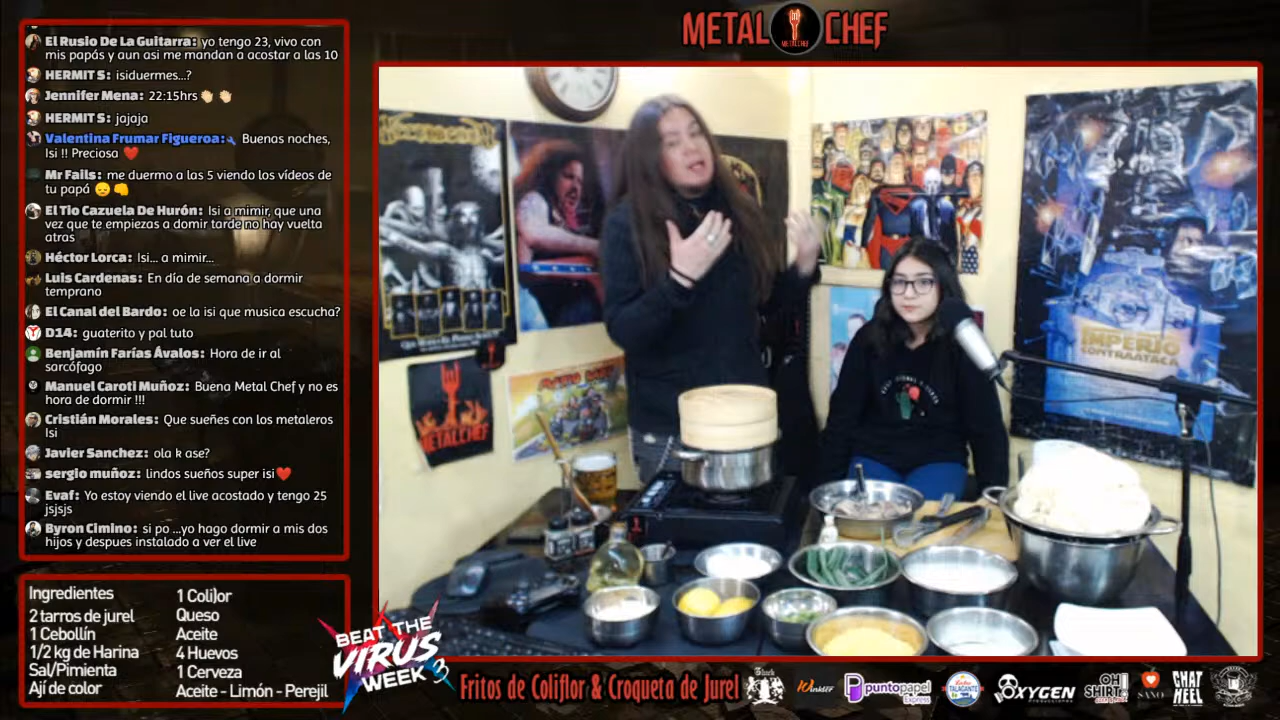 METAL CHEF
METALCHEF
El Rusio De La Guitarra: yo tengo 23, vivo con
mis papás y aun asi me mandan a acostar a las 10
HERMIT S: isiduermes...?
Jennifer Mena: 22:15hrs👏🏻 👏🏻
HERMIT S: jajaja
Valentina Frumar Figueroa:🔧 Buenas noches,
Isi !! Preciosa ❤️
Mr Fails: me duermo a las 5 viendo los vídeos de
tu papá 😞👊
El Tio Cazuela De Hurón: Isi a mimir, que una
vez que te empiezas a domir tarde no hay vuelta
atras
Héctor Lorca: Isi... a mimir...
Luis Cardenas: En día de semana a dormir
temprano
El Canal del Bardo: oe la isi que musica escucha?
D14: guaterito y pal tuto
Benjamín Farías Ávalos: Hora de ir al
sarcófago
Manuel Caroti Muñoz: Buena Metal Chef y no es
hora de dormir !!!
Cristián Morales: Que sueñes con los metaleros
Isi
Javier Sanchez: ola k ase?
sergio muñoz: lindos sueños super isi❤️
Evaf: Yo estoy viendo el live acostado y tengo 25
jsjsjs
Byron Cimino: si po ...yo hago dormir a mis dos
hijos y despues instalado a ver el live
IMPERIO
CONTRAATACA
METALCHEF
Ingredientes
2 tarros de jurel
1 Cebollín
1/2 kg de Harina
Sal/Pimienta
Ají de color
1 Coliflor
Queso
Aceite
4 Huevos
1 Cerveza
Aceite - Limón - Perejil
BEAT THE
VIRUS
WEEK 3
Fritos de Coliflor & Croqueta de Jurel
Winkler
puntopapel
Express
TALAGANTE
OXYGEN
OH
SHIRT!
SANO
CHAT
HEEL